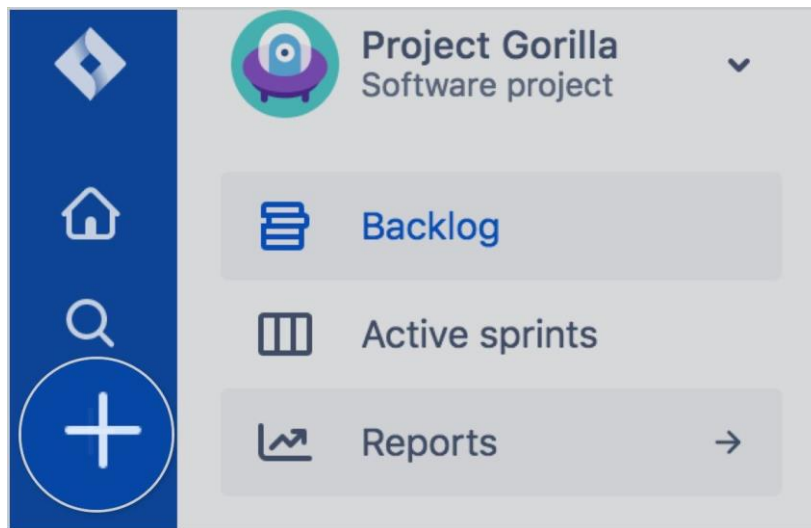 Project Gorilla
Software project
Backlog
Active sprints
Reports